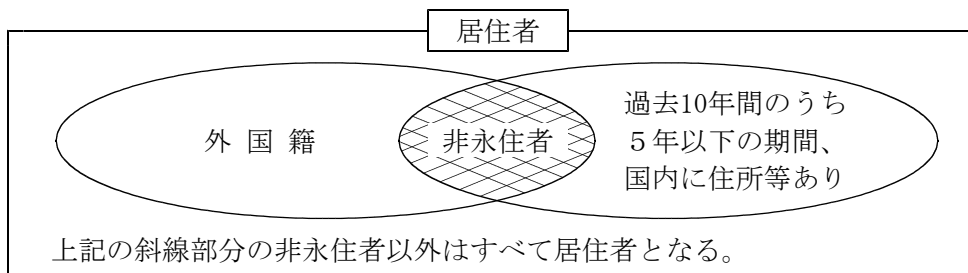 居住者
外 国 籍
非永住者
過去10年間のうち
５年以下の期間、
国内に住所等あり
上記の斜線部分の非永住者以外はすべて居住者となる。